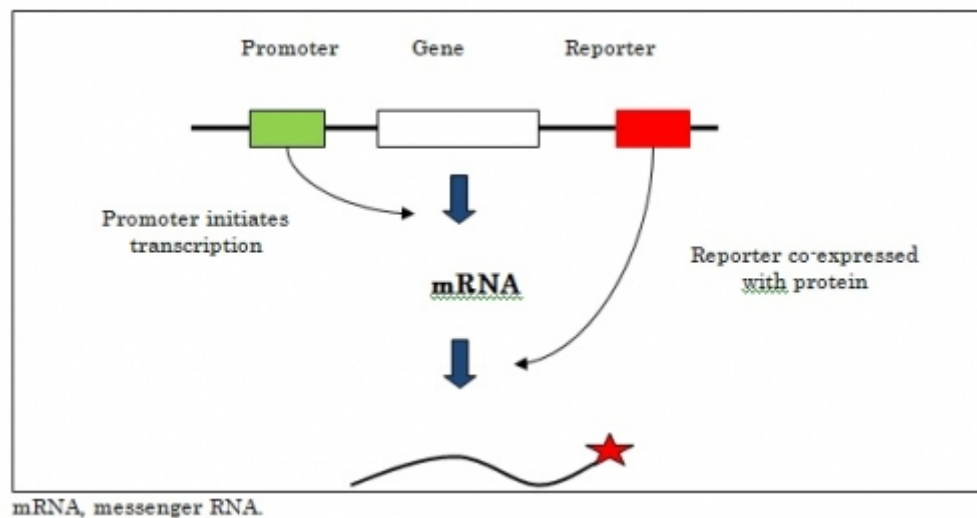 Promoter Gene Reporter
Promoter initiates
transcription
Reporter co-expressed
with protein
mRNA
mRNA, messenger RNA.